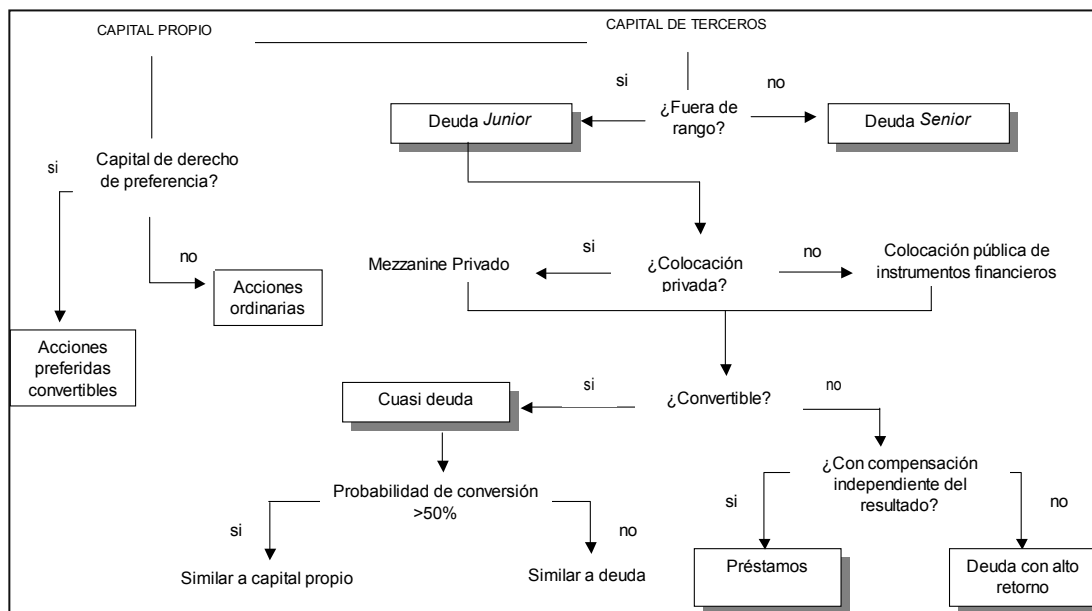 CAPITAL PROPIO
CAPITAL DE TERCEROS
si
¿Fuera de
rango?
no
Deuda Junior
Deuda Senior
si
Capital de derecho
de preferencia?
no
Acciones
ordinarias
Acciones
preferidas
convertibles
Mezzanine Privado
si
¿Colocación
privada?
no
Colocación pública de
instrumentos financieros
Cuasi deuda
si
¿Convertible?
no
Probabilidad de conversión
>50%
si
no
Similar a capital propio
Similar a deuda
¿Con compensación
independiente del
resultado?
si
no
Préstamos
Deuda con alto
retorno